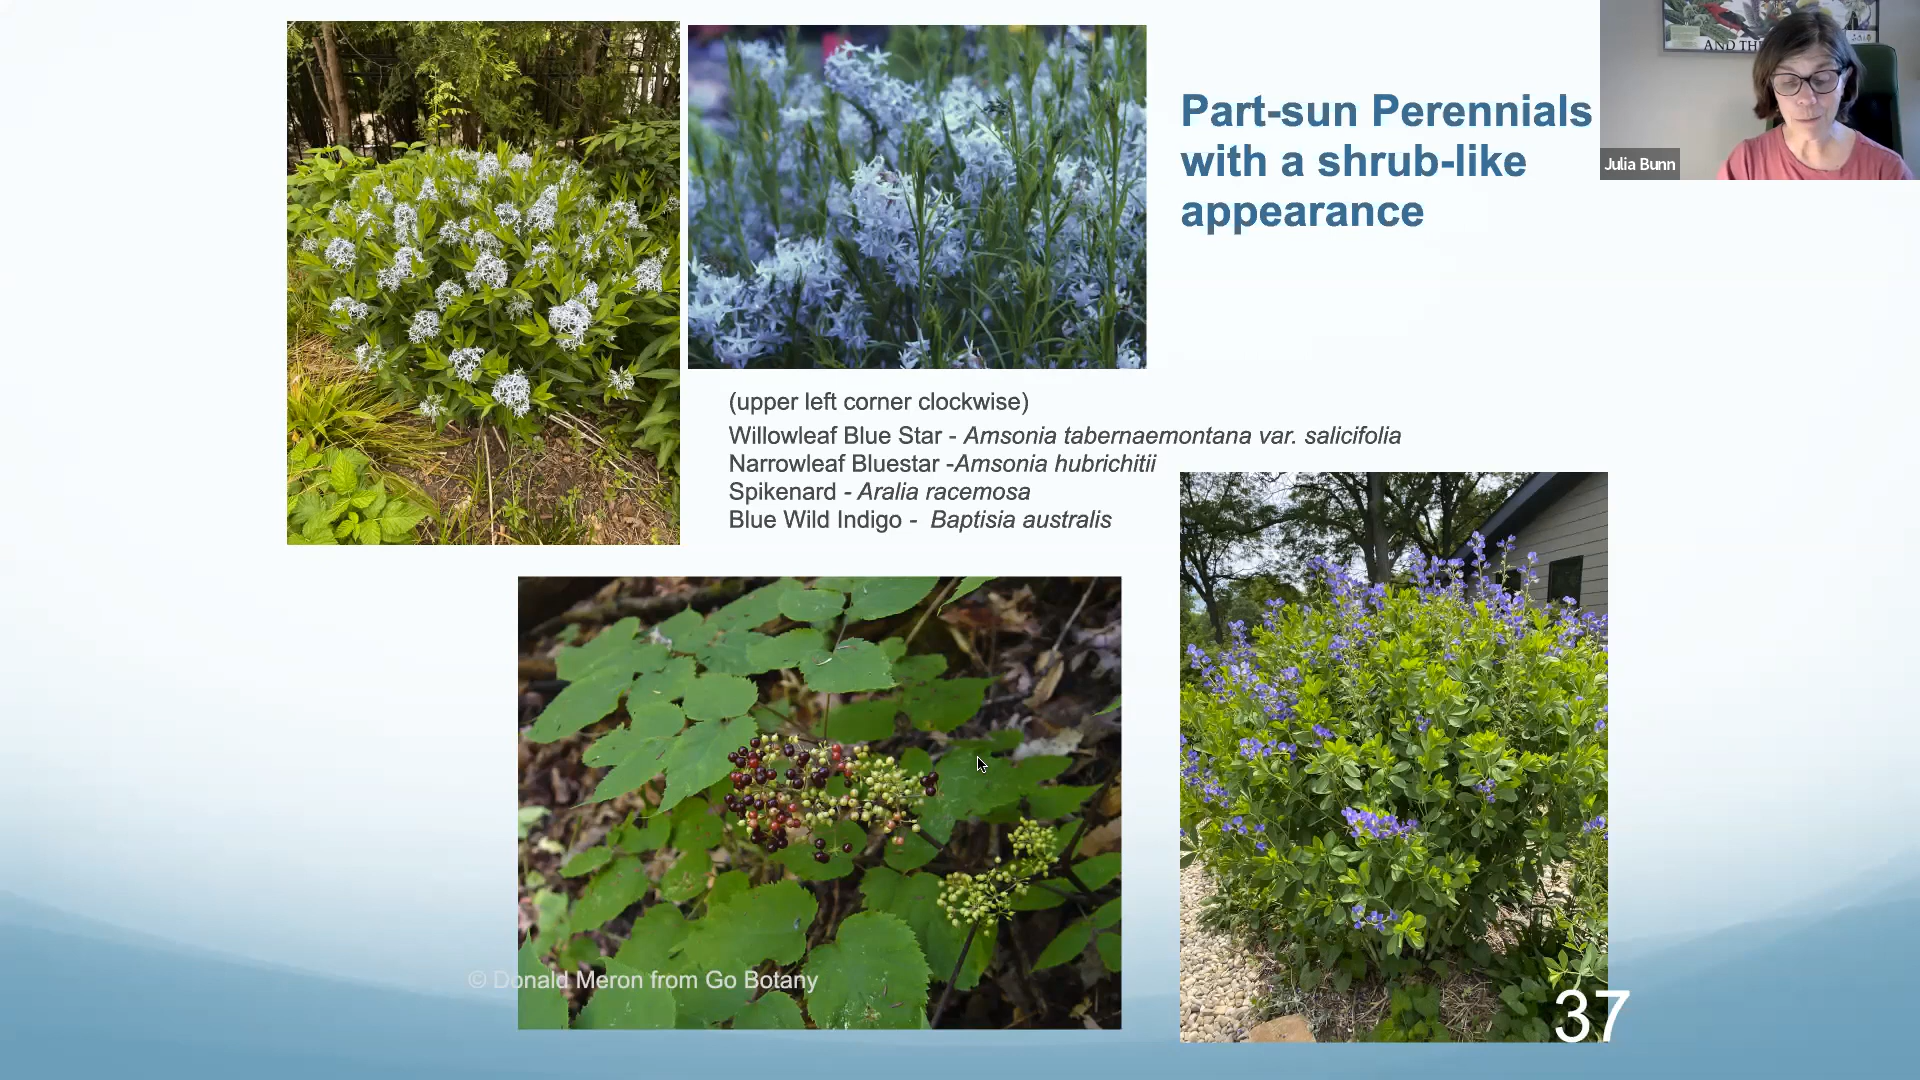 Part-sun Perennials
with a shrub-like
appearance
AND THE
Julia Bunn
(upper left corner clockwise)
Willowleaf Blue Star - Amsonia tabernaemontana var. salicifolia
Narrowleaf Bluestar -Amsonia hubrichitii
Spikenard - Aralia racemosa
Blue Wild Indigo -  Baptisia australis
© Donald Meron from Go Botany
37